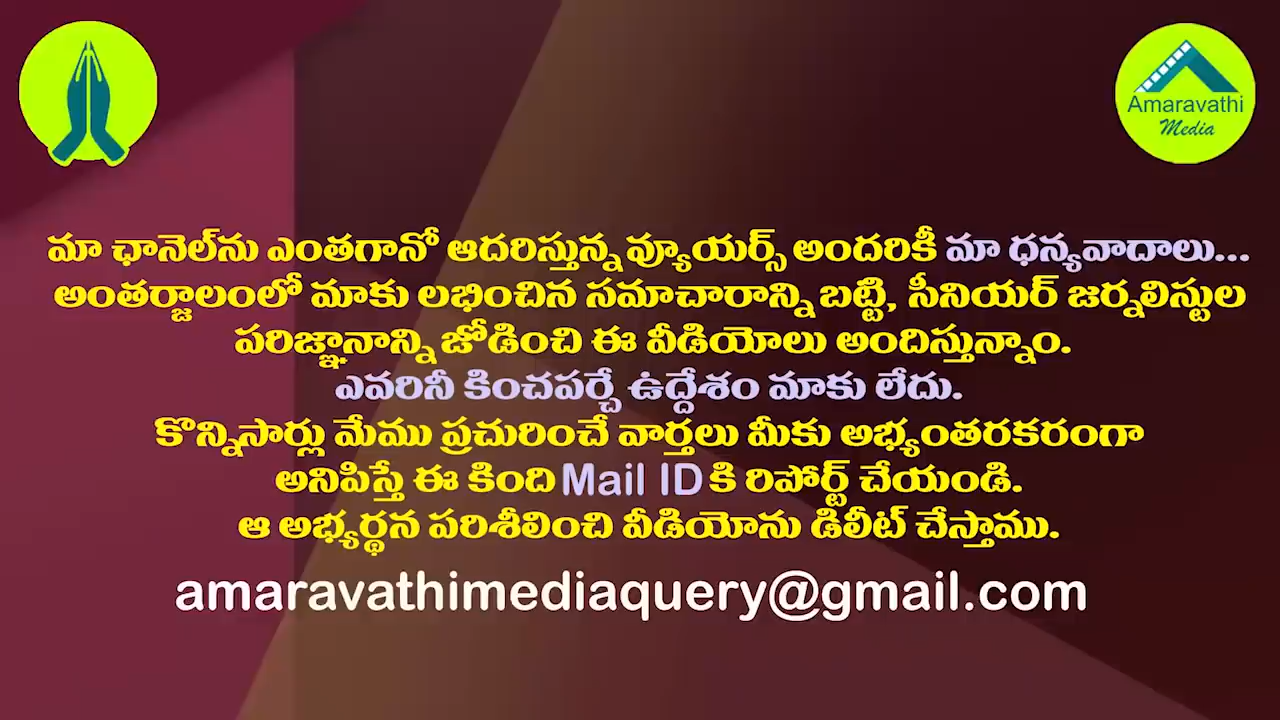 Amaravathi
Media
మా ఛానెల్‌ను ఎంతగానో ఆదరిస్తున్న వ్యూయర్స్ అందరికీ మా ధన్యవాదాలు...
అంతర్జాలంలో మాకు లభించిన సమాచారాన్ని బట్టి, సీనియర్ జర్నలిస్టుల
పరిజ్ఞానాన్ని జోడించి ఈ వీడియోలు అందిస్తున్నాం.
ఎవరినీ కించపర్చే ఉద్దేశం మాకు లేదు.
కొన్నిసార్లు మేము ప్రచురించే వార్తలు మీకు అభ్యంతరకరంగా
అనిపిస్తే ఈ కింది Mail ID కి రిపోర్ట్ చేయండి.
ఆ అభ్యర్థన పరిశీలించి వీడియోను డిలీట్ చేస్తాము.
amaravathimediaquery@gmail.com